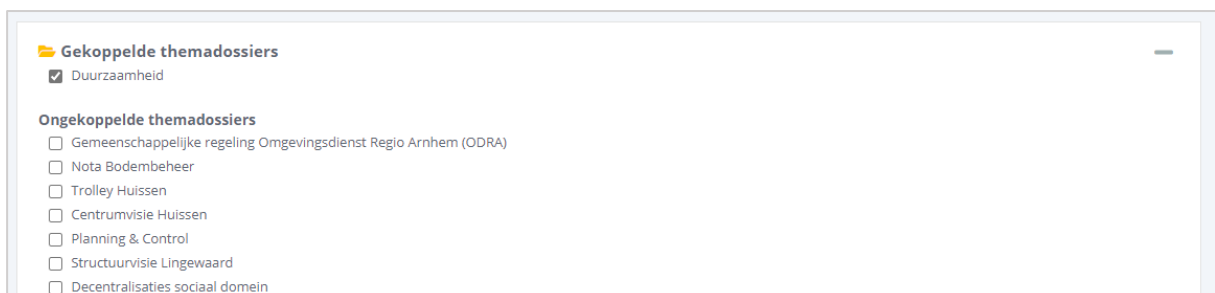 Gekoppelde themadossiers
Duurzaamheid
Ongekoppelde themadossiers
Gemeenschappelijke regeling Omgevingsdienst Regio Arnhem (ODRA)
Nota Bodembeheer
Trolley Huissen
Centrumvisie Huissen
Planning & Control
Structuurvisie Lingewaard
Decentralisaties sociaal domein